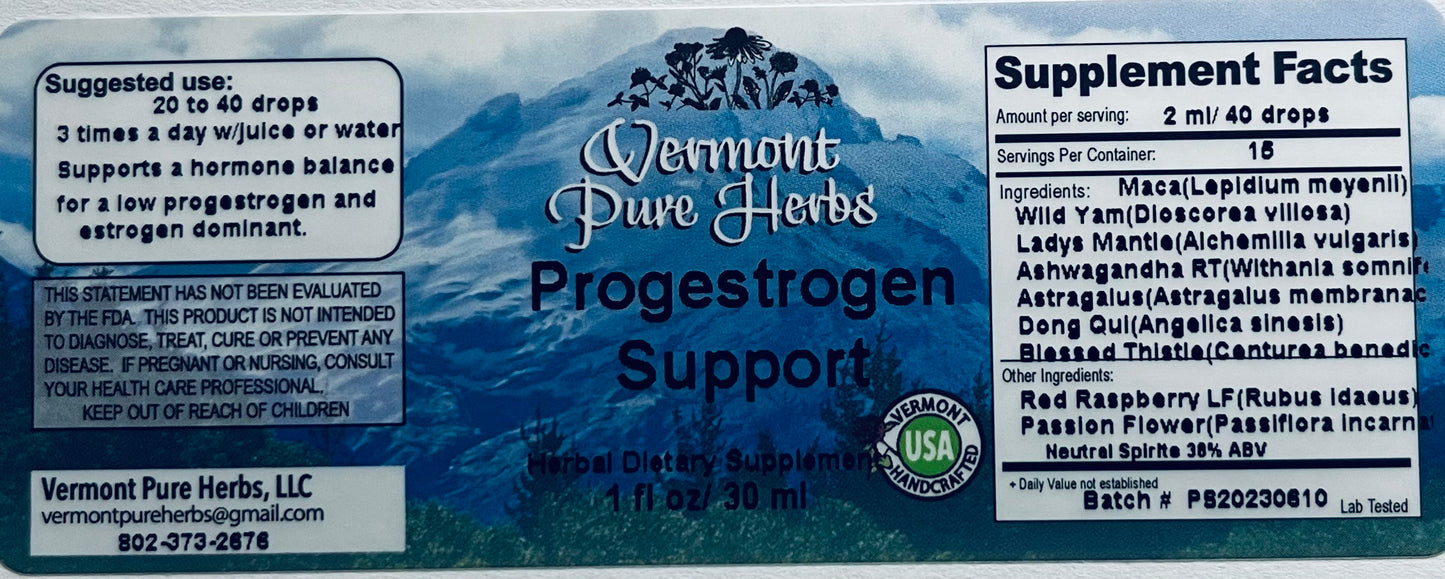 Suggested use:
20 to 40 drops
3 times a day w/juice or water
Supports a hormone balance
for a low progestrogen and
estrogen dominant.
THIS STATEMENT HAS NOT BEEN EVALUATED
BY THE FDA. THIS PRODUCT IS NOT INTENDED
TO DIAGNOSE, TREAT, CURE OR PREVENT ANY
DISEASE. IF PREGNANT OR NURSING, CONSULT
YOUR HEALTH CARE PROFESSIONAL.
KEEP OUT OF REACH OF CHILDREN
Vermont Pure Herbs, LLC
vermontpureherbs@gmail.com
802-373-2676
Vermont
Pure Herbs
Progestrogen
Support
Herbal Dietary Supplement
1 fl oz/ 30 ml
VERMONT
USA
HANDCRAFTED
Supplement Facts
Amount per serving: 2 ml/ 40 drops
Servings Per Container: 15
Ingredients: Maca(Lepidium meyenii)
Wild Yam(Dioscorea villosa)
Ladys Mantle(Alchemilla vulgaris)
Ashwagandha RT(Withania somnife
Astragalus(Astragalus membranac
Dong Qui(Angelica sinesis)
Blessed Thistle(Centurea benedic
Other Ingredients:
Red Raspberry LF(Rubus idaeus)
Passion Flower(Passiflora incarna
Neutral Spirits 38% ABV
+ Daily Value not established
Batch # PS20230610
Lab Tested